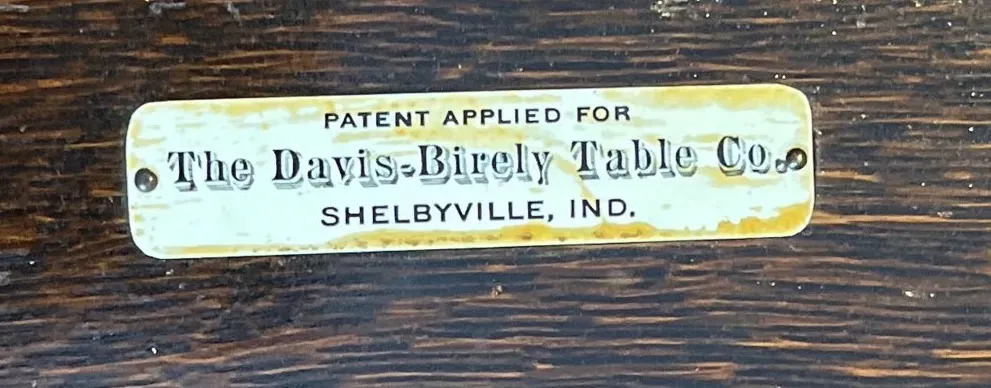 PATENT APPLIED FOR
The Davis-Birely Table Co.
SHELBYVILLE, IND.